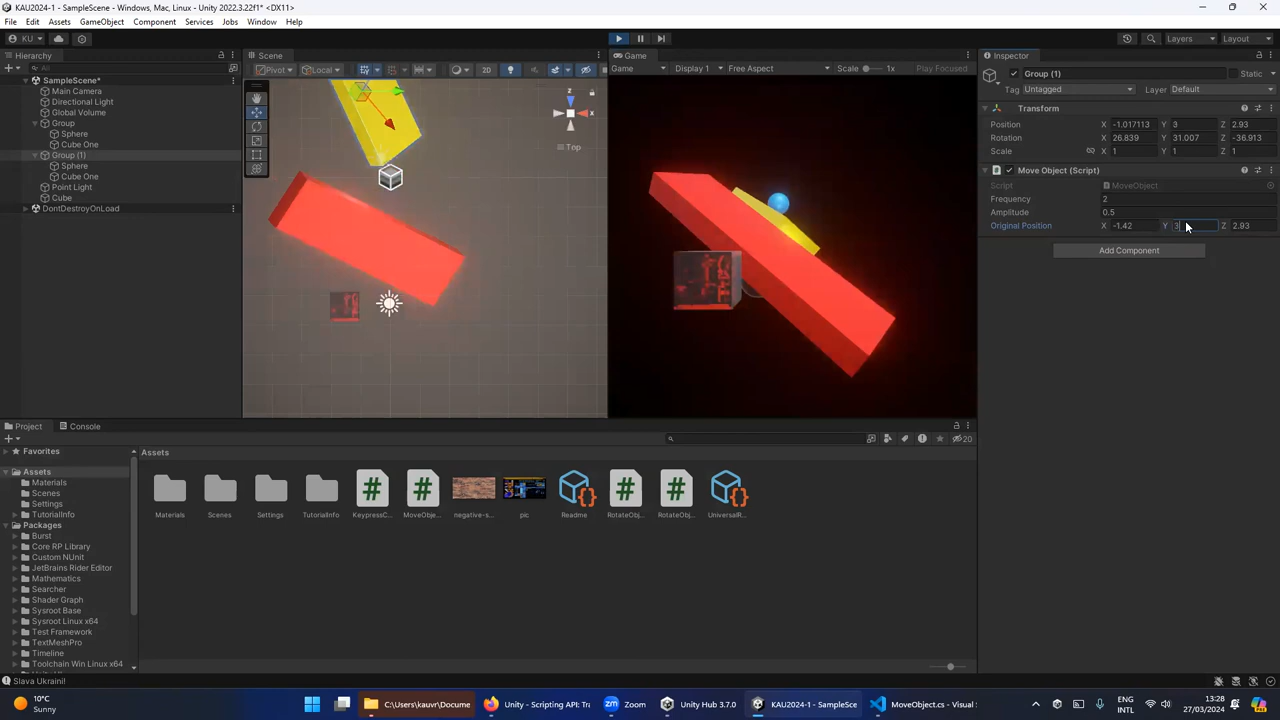 KAU2024-1 - SampleScene - Windows, Mac, Linux - Unity 2022.3.22f1* <DX11>
File Edit Assets GameObject Component Services Jobs Window Help
KU
Layers
Layout
Hierarchy
All
SampleScene*
Main Camera
Directional Light
Global Volume
Group
Sphere
Cube One
Group (1)
Sphere
Cube One
Point Light
Cube
DontDestroyOnLoad
Scene
Pivot
Local
2D
z
x
Top
Game
Game
Display 1
Free Aspect
Scale
1x
Play Focused
Inspector
Group (1)
Static
Tag Untagged
Layer Default
Transform
Position X -1.017113 Y 3 Z 2.93
Rotation X 26.839 Y 31.007 Z -36.913
Scale X 1 Y 1 Z 1
Move Object (Script)
Script MoveObject
Frequency 2
Amplitude 0.5
Original Position X -1.42 Y 3 Z 2.93
Add Component
Project
Console
20
Favorites
Assets
Materials
Scenes
Settings
TutorialInfo
Packages
Burst
Core RP Library
Custom NUnit
JetBrains Rider Editor
Mathematics
Searcher
Shader Graph
Sysroot Base
Sysroot Linux x64
Test Framework
TextMeshPro
Timeline
Toolchain Win Linux x64
Assets
Materials
Scenes
Settings
TutorialInfo
KeypressC...
MoveObje...
negative-s...
pic
Readme
RotateObj...
RotateObj...
UniversalR...
Slava Ukraini!
10°C
Sunny
C:\Users\kauvr\Docume
Unity - Scripting API: Tra
Zoom
Unity Hub 3.7.0
KAU2024-1 - SampleSce
MoveObject.cs - Visual S
ENG
INTL
13:28
27/03/2024